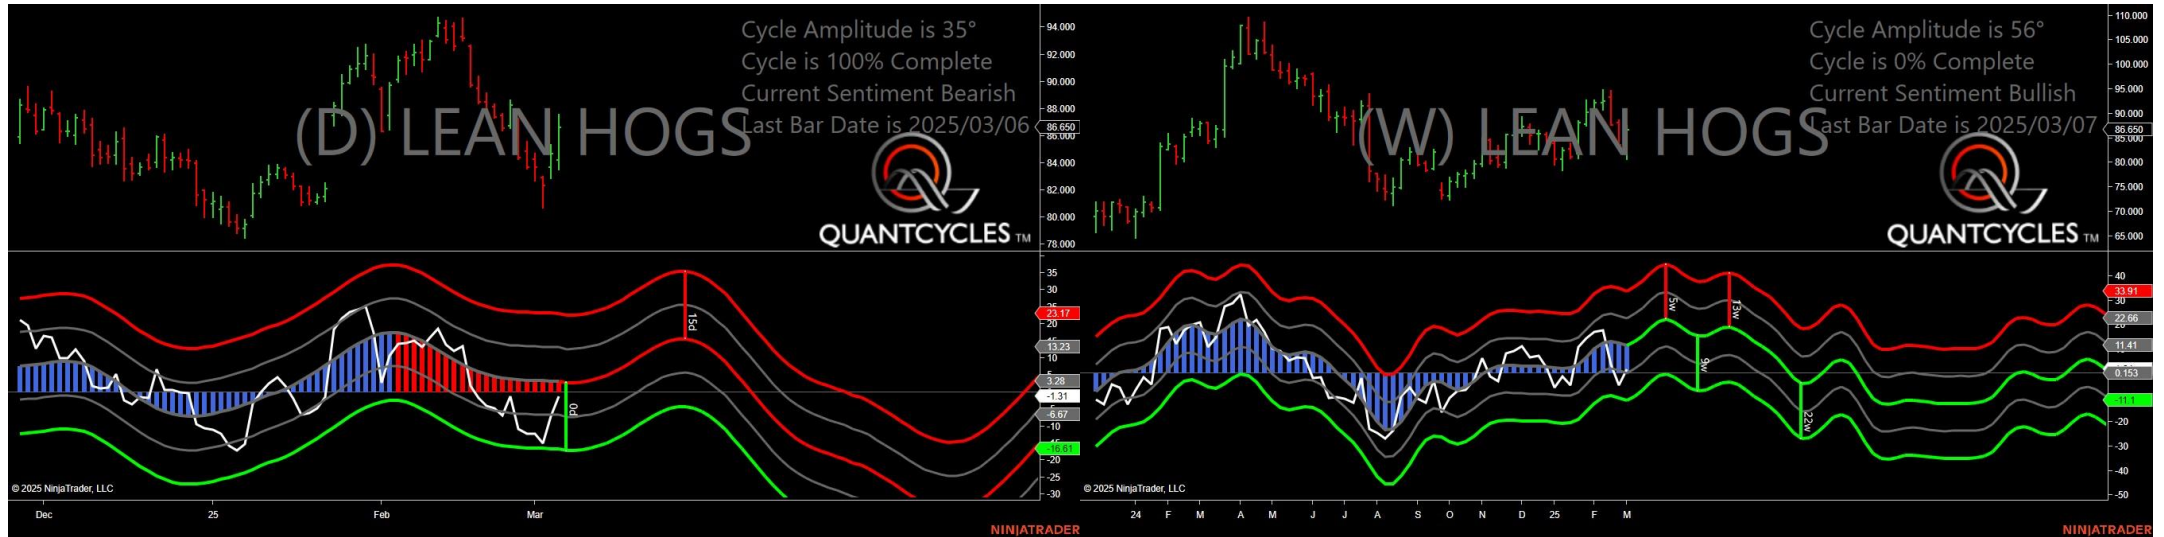 Cycle Amplitude is 35°
Cycle is 100% Complete
Current Sentiment Bearish
Last Bar Date is 2025/03/06
(D) LEAN HOGS
QUANTCYCLES TM
94.000
92.000
90.000
88.000
86.000
86.650
84.000
82.000
80.000
78.000
35
30
23.17
20
13.23
10
3.28
-1.31
-6.67
-10
-16.61
-20
-25
-30
15d
0d
© 2025 NinjaTrader, LLC
Dec
25
Feb
Mar
NINJATRADER
Cycle Amplitude is 56°
Cycle is 0% Complete
Current Sentiment Bullish
Last Bar Date is 2025/03/07
(W) LEAN HOGS
QUANTCYCLES TM
110.000
105.000
100.000
95.000
90.000
86.650
85.000
80.000
75.000
70.000
65.000
40
33.91
30
22.66
20
11.41
0.153
-11.1
-20
-30
-40
-50
5w
13w
9w
22w
© 2025 NinjaTrader, LLC
24
F
M
A
M
J
J
A
S
O
N
D
25
F
M
NINJATRADER